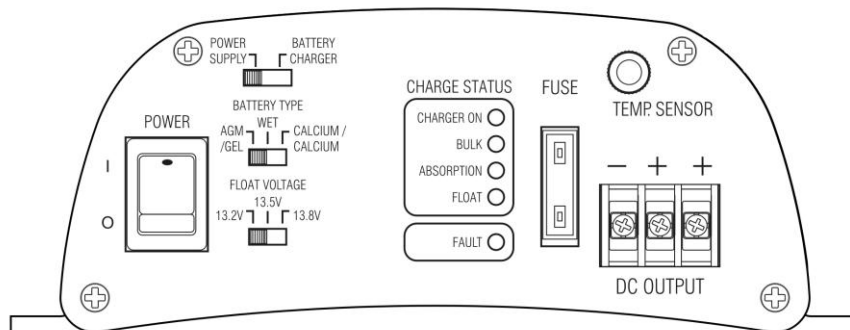 POWER SUPPLY
BATTERY CHARGER
BATTERY TYPE
WET
AGM /GEL
CALCIUM / CALCIUM
FLOAT VOLTAGE
13.5V
13.2V
13.8V
POWER
I
O
CHARGE STATUS
CHARGER ON
BULK
ABSORPTION
FLOAT
FAULT
FUSE
TEMP. SENSOR
− + +
DC OUTPUT